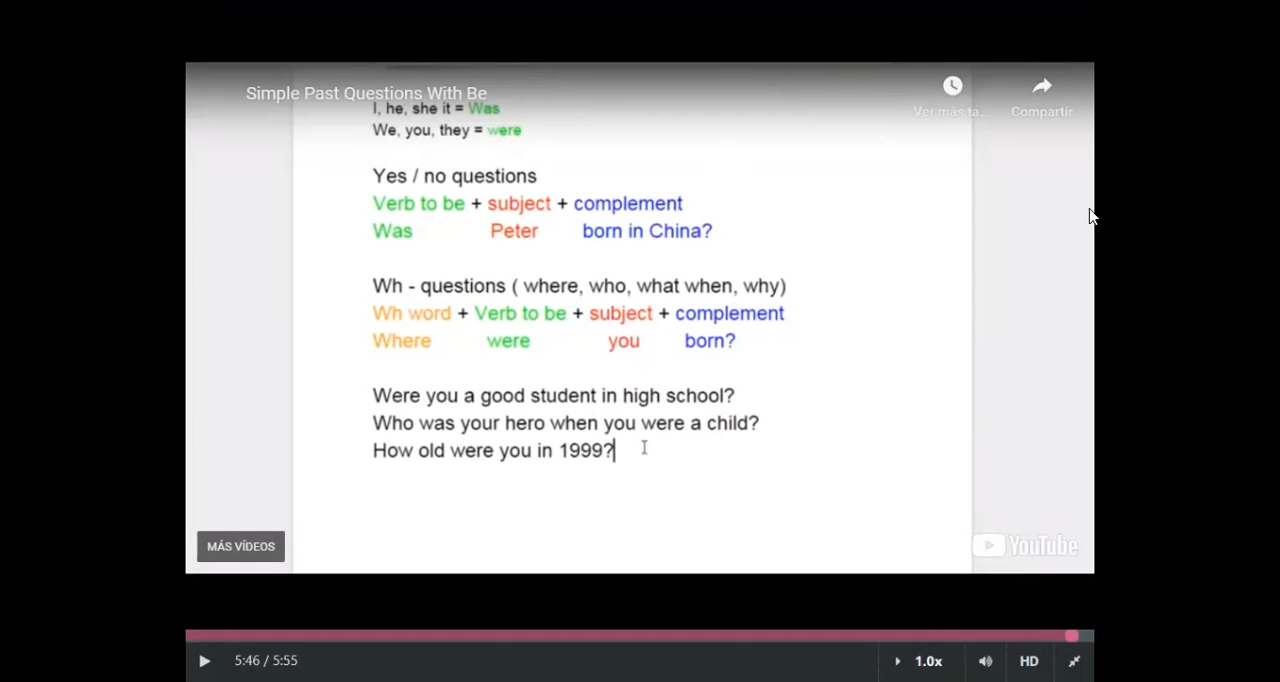 Simple Past Questions With Be
Ver más ta...
Compartir
I, he, she it = Was
We, you, they = were
Yes / no questions
Verb to be + subject + complement
Was Peter born in China?
Wh - questions ( where, who, what when, why)
Wh word + Verb to be + subject + complement
Where were you born?
Were you a good student in high school?
Who was your hero when you were a child?
How old were you in 1999?
MÁS VÍDEOS
YouTube
5:46 / 5:55
1.0x
HD